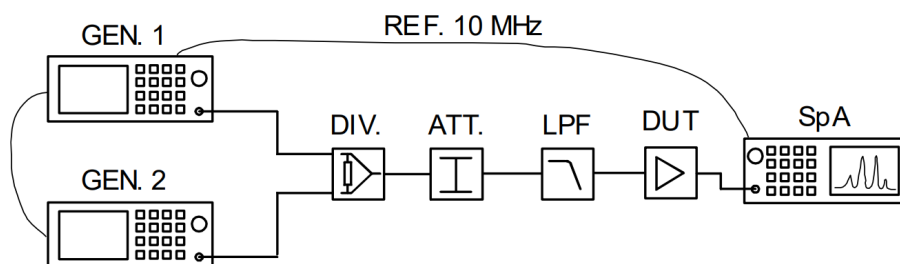 REF. 10 MHz
GEN. 1
DIV.
ATT.
LPF
DUT
SpA
GEN. 2